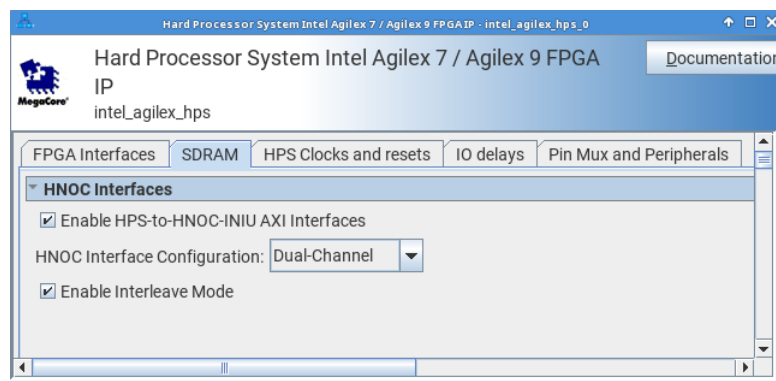 Hard Processor System Intel Agilex 7 / Agilex 9 FPGA IP - intel_agilex_hps_0
Hard Processor System Intel Agilex 7 / Agilex 9 FPGA
IP
intel_agilex_hps
Documentation
MegaCore'
FPGA Interfaces SDRAM HPS Clocks and resets IO delays Pin Mux and Peripherals
HNOC Interfaces
Enable HPS-to-HNOC-INIU AXI Interfaces
HNOC Interface Configuration: Dual-Channel
Enable Interleave Mode